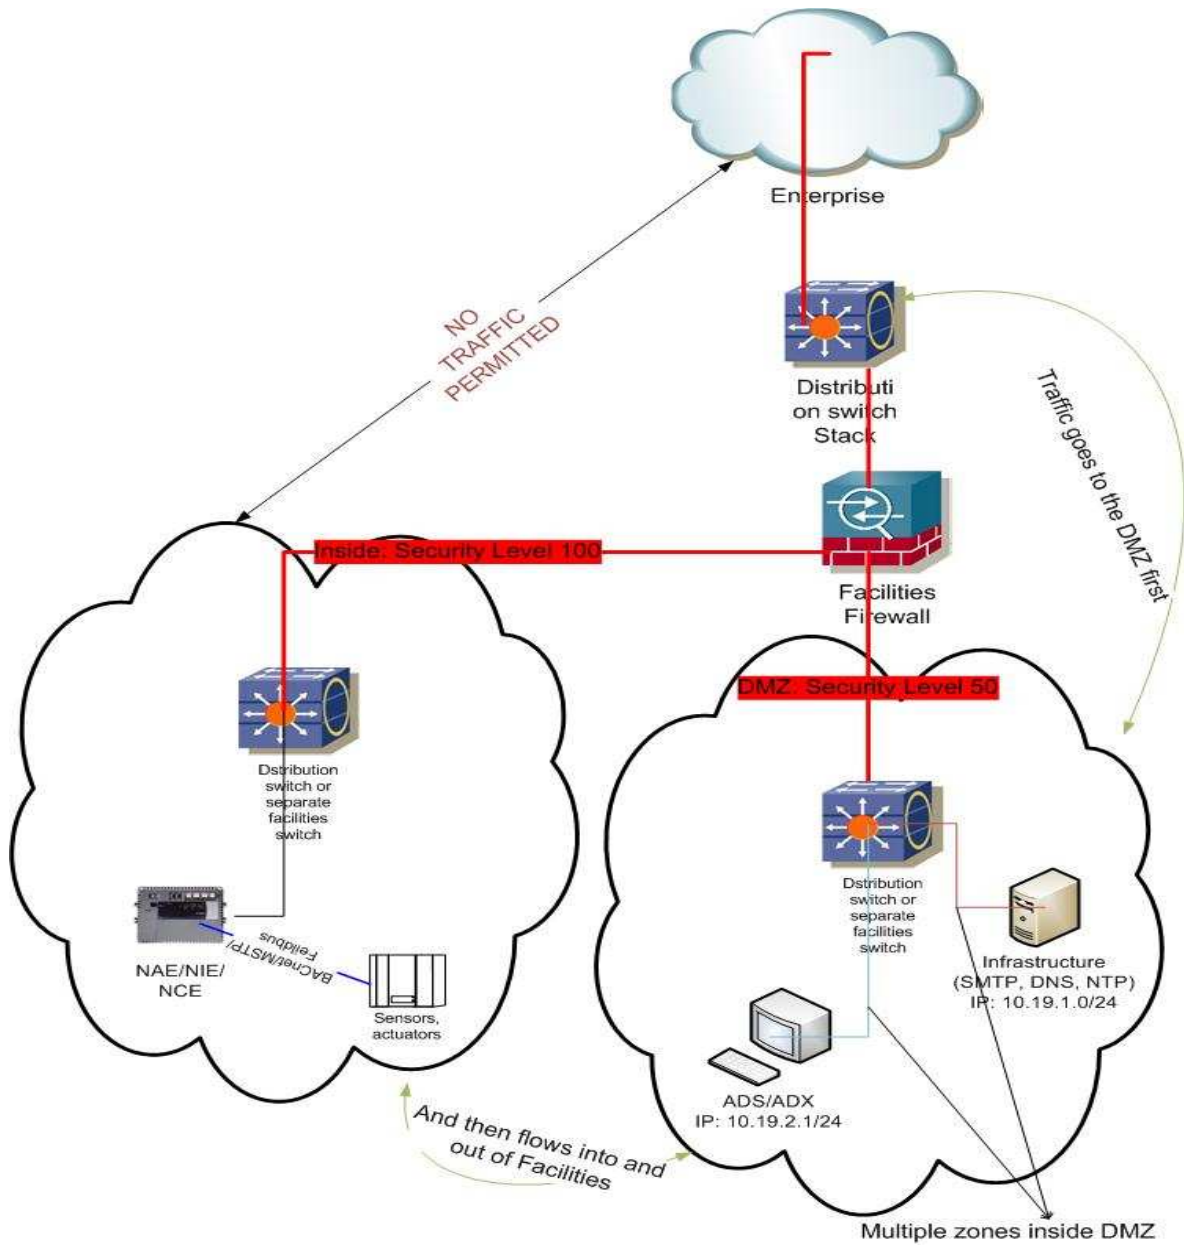 Enterprise
NO
TRAFFIC
PERMITTED
Distributi
on switch
Stack
Traffic goes to the DMZ first
Inside: Security Level 100
Facilities
Firewall
DMZ: Security Level 50
Dstribution
switch or
separate
facilities
switch
Dstribution
switch or
separate
facilities
switch
NAE/NIE/
NCE
BACnet/MSTP/
Feildbus
Sensors,
actuators
Infrastructure
(SMTP, DNS, NTP)
IP: 10.19.1.0/24
ADS/ADX
IP: 10.19.2.1/24
And then flows into and
out of Facilities
Multiple zones inside DMZ